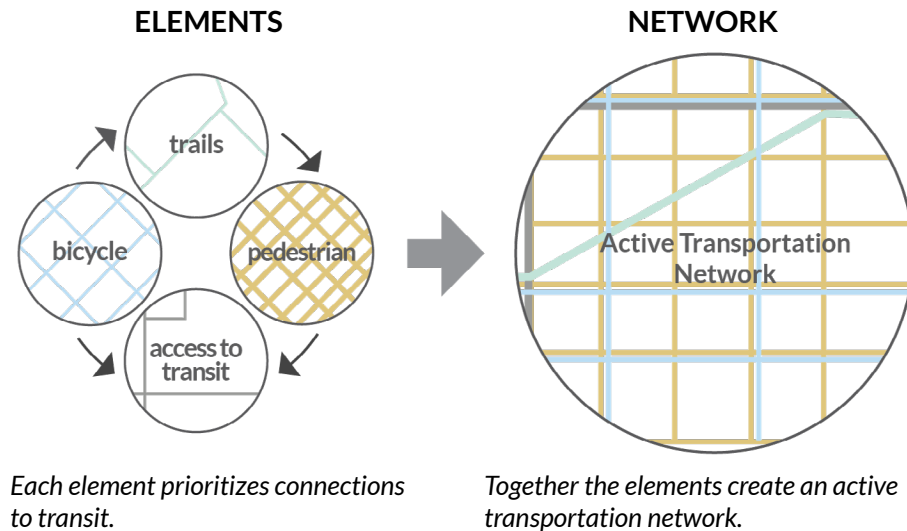 ELEMENTS
trails
bicycle
pedestrian
access to
transit
Each element prioritizes connections
to transit.
NETWORK
Active Transportation
Network
Together the elements create an active
transportation network.